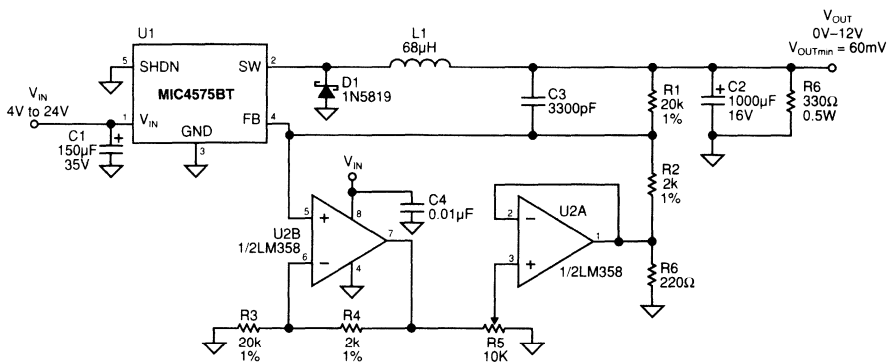 U1
MIC4575BT
5
SHDN
SW
2
1
VIN
FB
4
GND
3
VIN
4V to 24V
C1
150µF
35V
L1
68µH
D1
1N5819
C3
3300pF
R1
20k
1%
C2
1000µF
16V
R6
330Ω
0.5W
VOUT
0V–12V
VOUTmin = 60mV
R2
2k
1%
VIN
C4
0.01µF
5
8
6
4
7
U2B
1/2LM358
2
3
1
U2A
1/2LM358
R6
220Ω
R3
20k
1%
R4
2k
1%
R5
10K